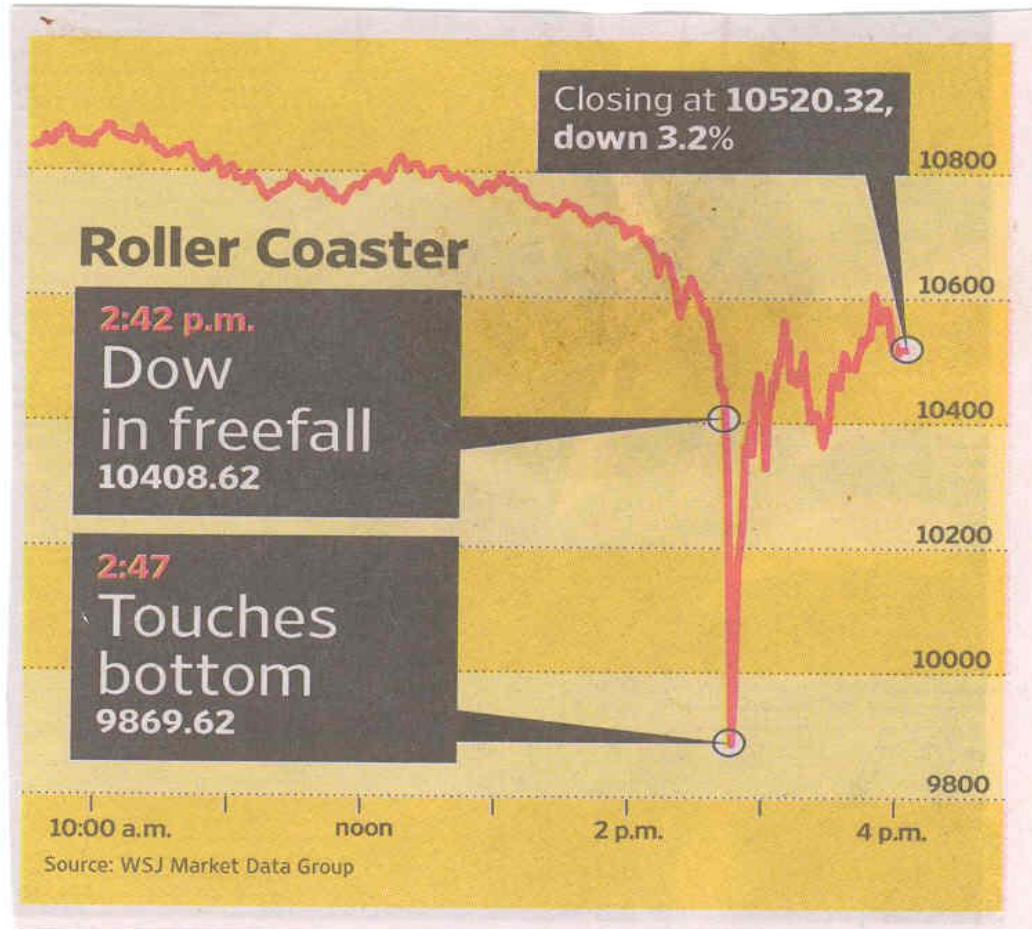 Closing at 10520.32,
down 3.2%
10800
Roller Coaster
10600
2:42 p.m.
Dow
in freefall
10408.62
10400
2:47
Touches
bottom
9869.62
10200
10000
9800
10:00 a.m.
noon
2 p.m.
4 p.m.
Source: WSJ Market Data Group